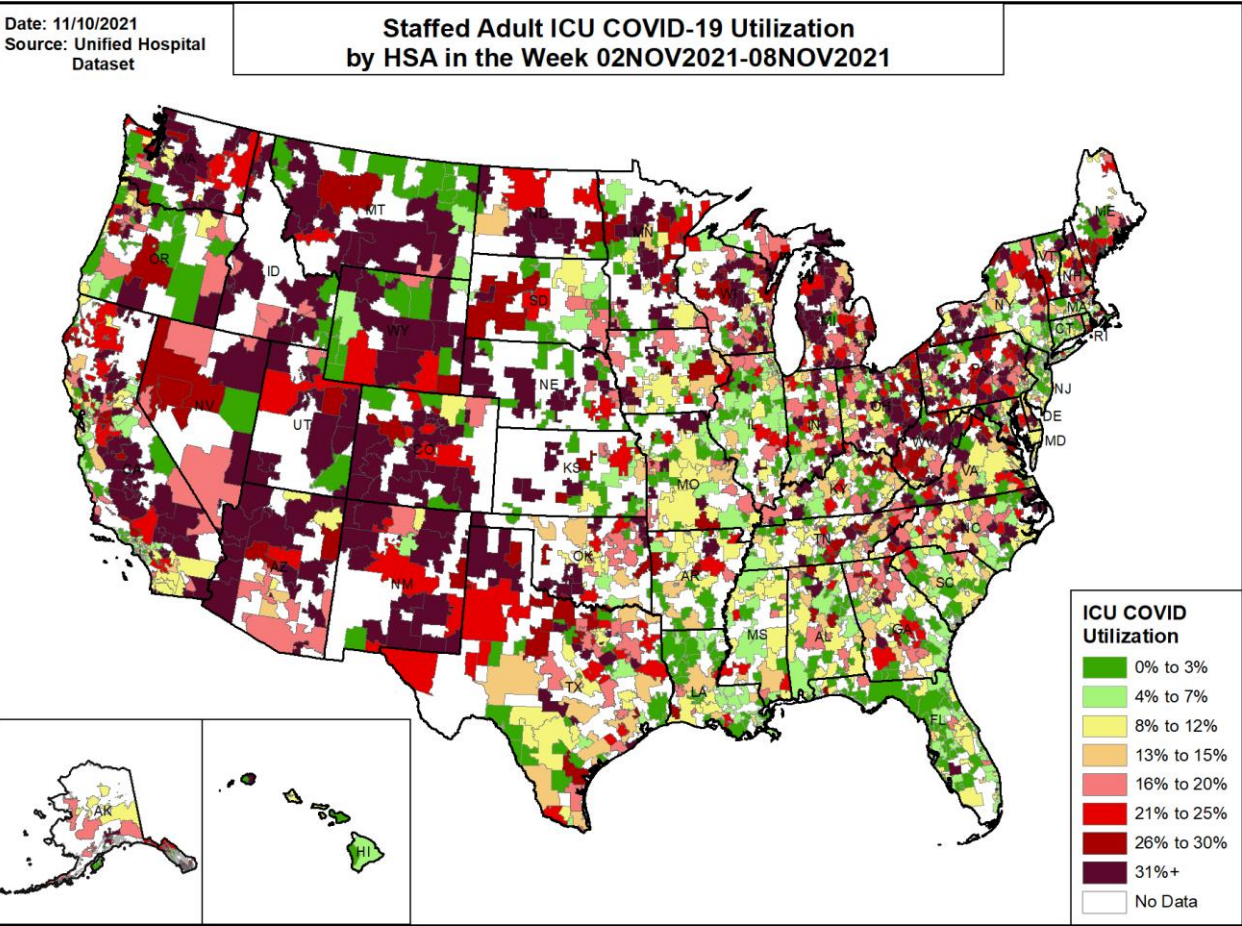 Date: 11/10/2021
Source: Unified Hospital
Dataset
Staffed Adult ICU COVID-19 Utilization
by HSA in the Week 02NOV2021-08NOV2021
WA
MT
ND
MN
ME
OR
ID
SD
WI
VT
NH
WY
MI
NY
MA
CT
RI
NV
UT
NE
PA
NJ
CO
IL
IN
OH
DE
CA
KS
MO
WV
MD
KY
VA
AZ
NM
OK
AR
TN
NC
SC
MS
AL
GA
TX
LA
FL
AK
HI
ICU COVID
Utilization
0% to 3%
4% to 7%
8% to 12%
13% to 15%
16% to 20%
21% to 25%
26% to 30%
31%+
No Data